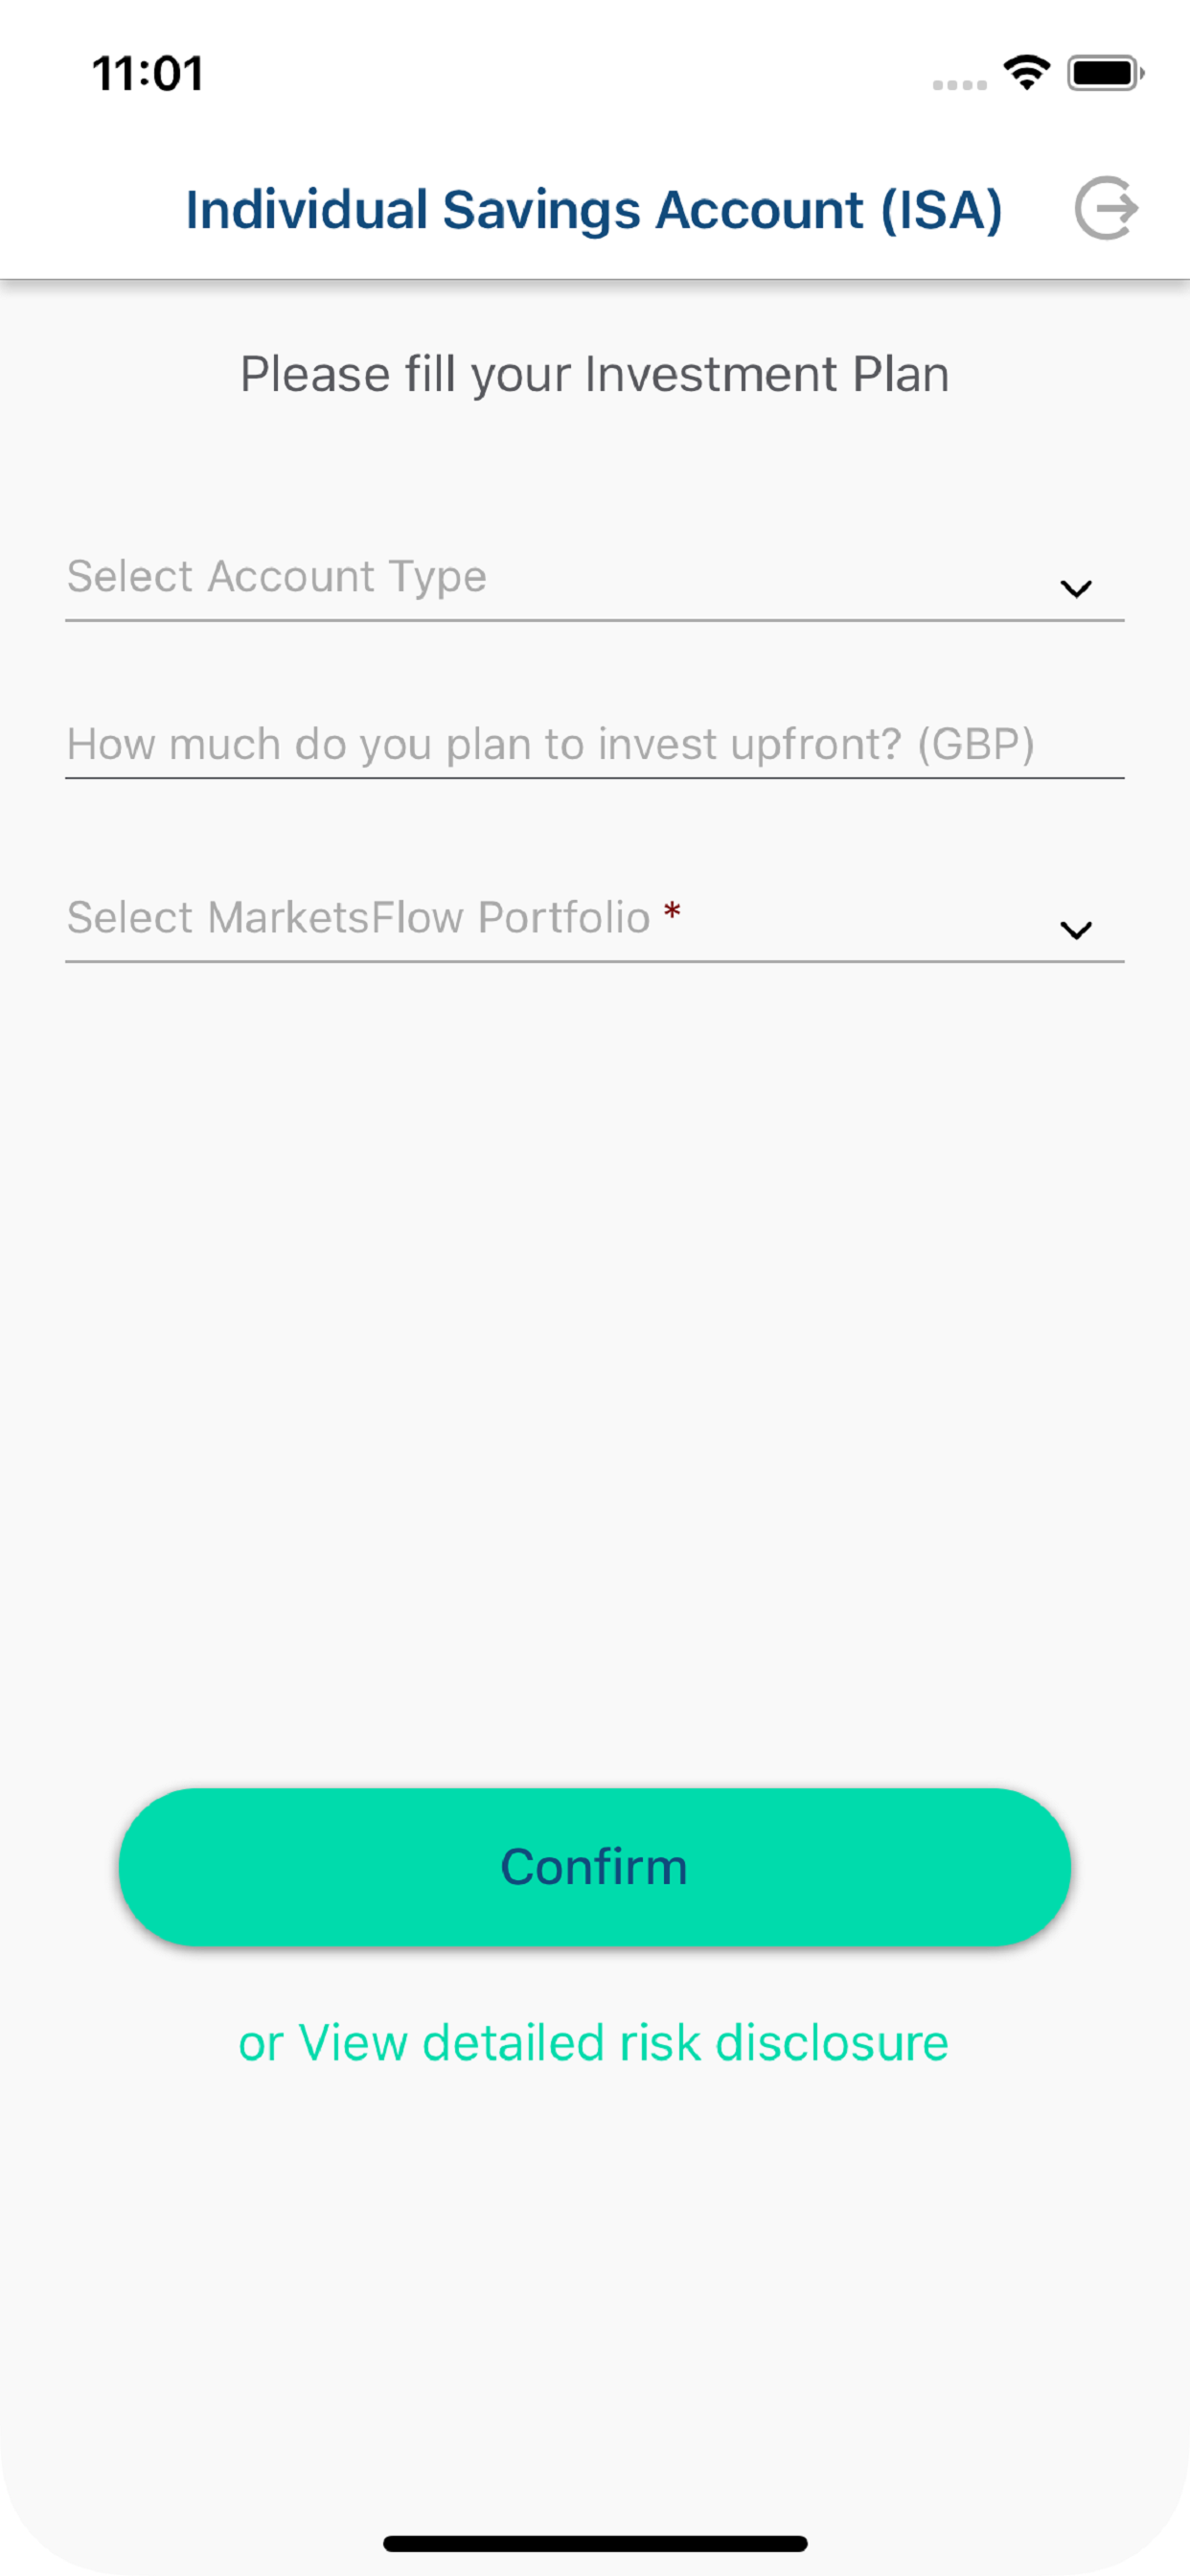 11:01
Individual Savings Account (ISA)
Please fill your Investment Plan
Select Account Type
How much do you plan to invest upfront? (GBP)
Select MarketsFlow Portfolio *
Confirm
or View detailed risk disclosure